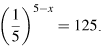 (1/5)^{5−x} = 125.